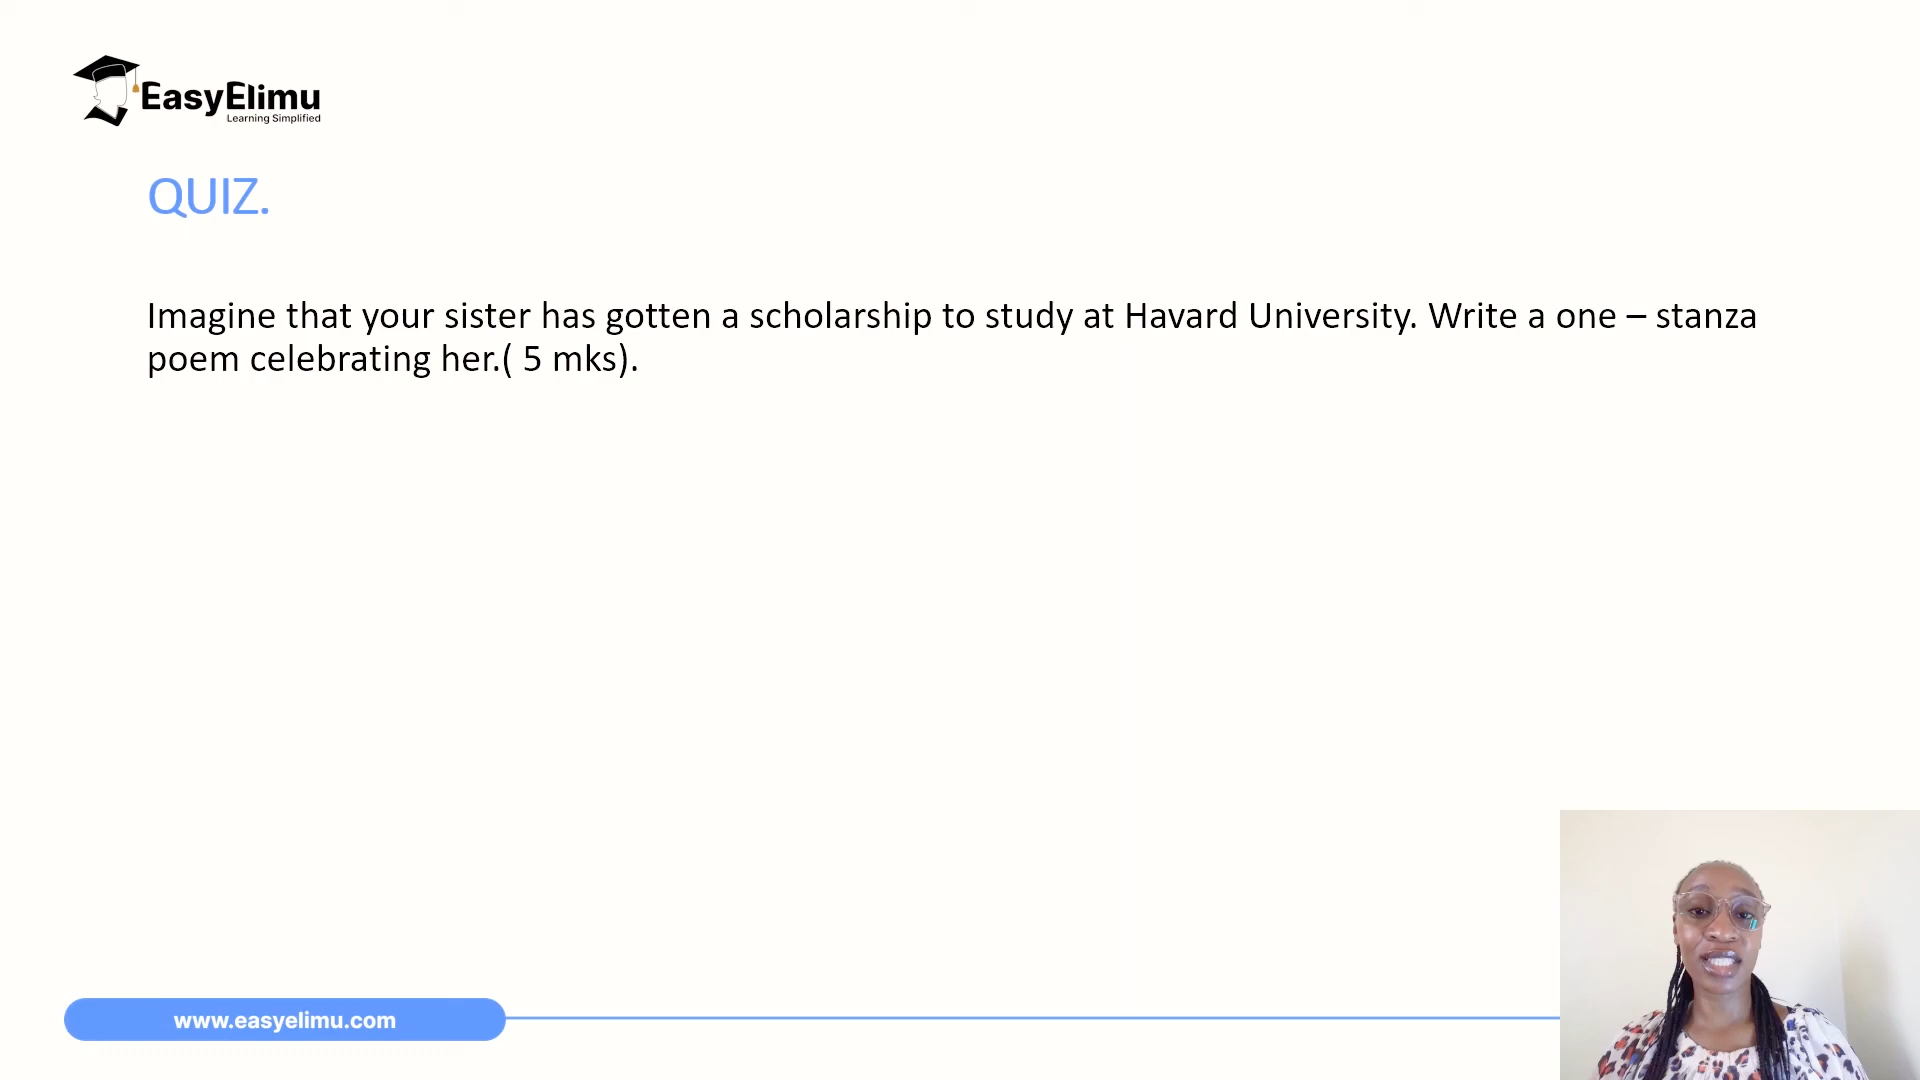 EasyElimu
Learning Simplified
QUIZ.
Imagine that your sister has gotten a scholarship to study at Havard University. Write a one – stanza
poem celebrating her.( 5 mks).
www.easyelimu.com